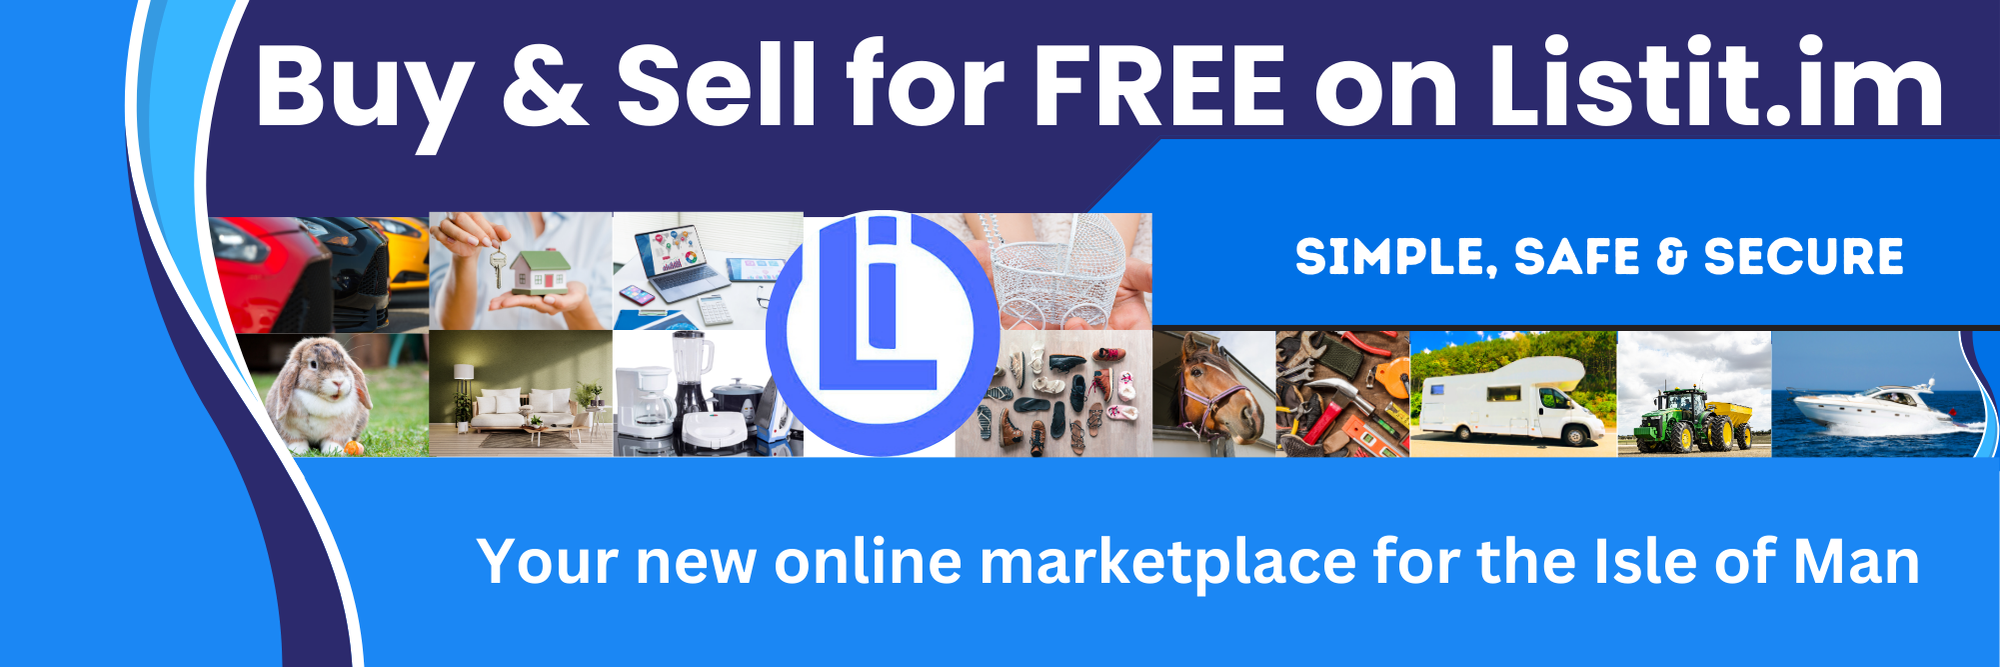 Buy & Sell for FREE on Listit.im
SIMPLE, SAFE & SECURE
Li
Your new online marketplace for the Isle of Man